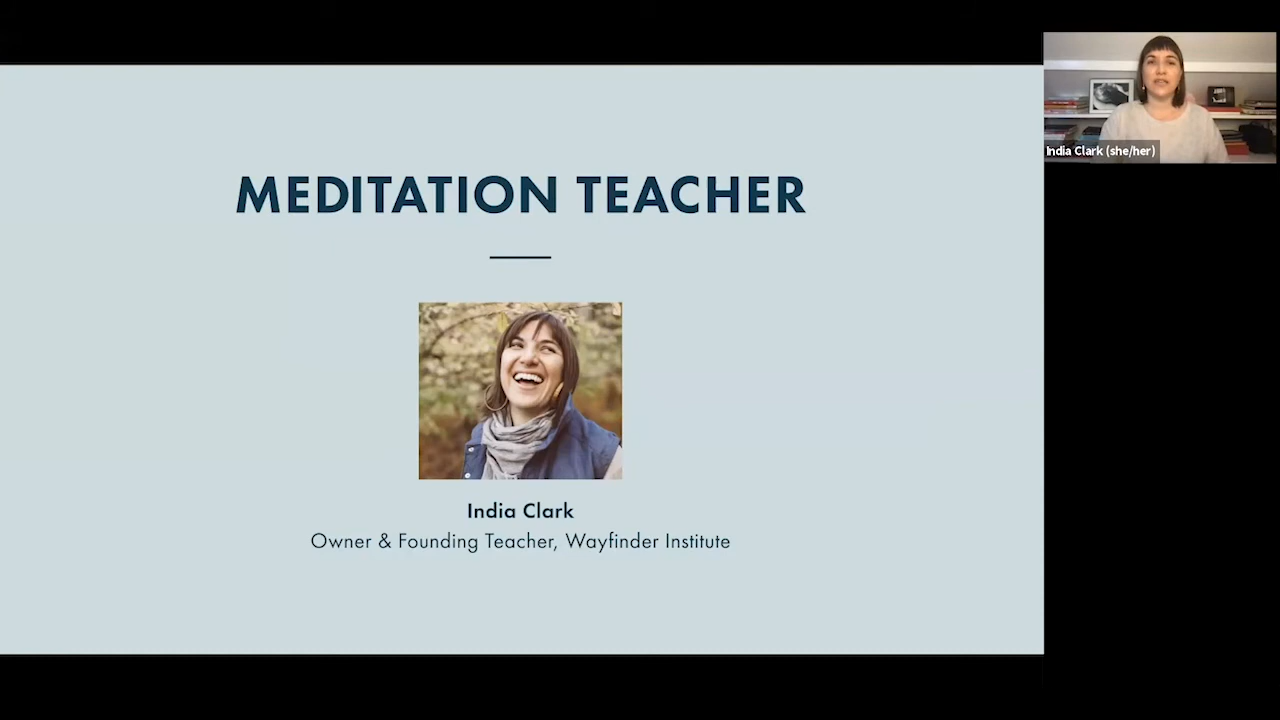 MEDITATION TEACHER
India Clark
Owner & Founding Teacher, Wayfinder Institute
India Clark (she/her)